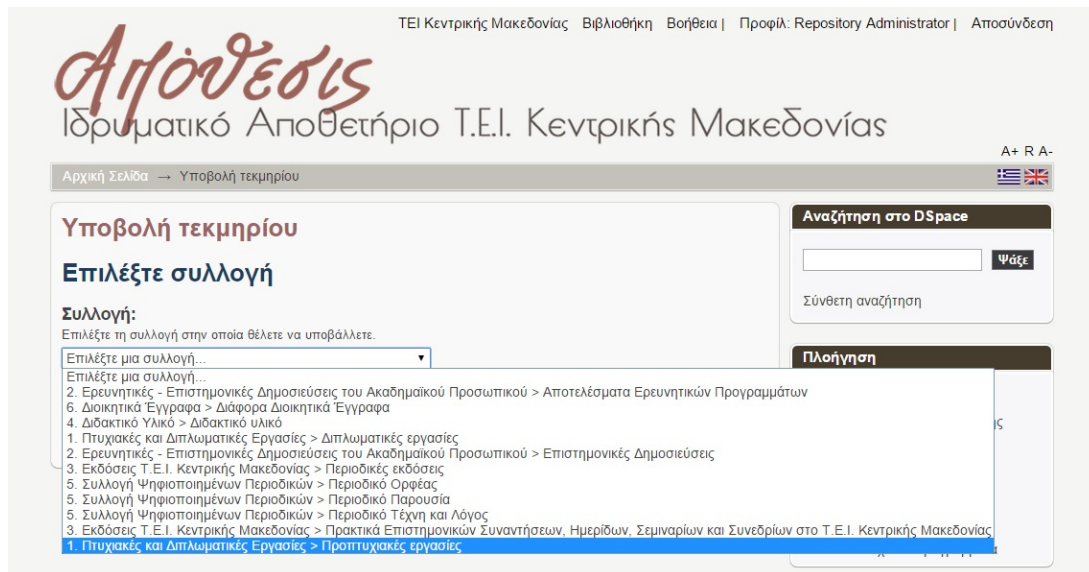 ΤΕΙ Κεντρικής Μακεδονίας Βιβλιοθήκη Βοήθεια | Προφίλ: Repository Administrator | Αποσύνδεση
Απόθεσις
Ιδρυματικό Αποθετήριο Τ.Ε.Ι. Κεντρικής Μακεδονίας
A+ R A-
Αρχική Σελίδα → Υποβολή τεκμηρίου
Υποβολή τεκμηρίου
Επιλέξτε συλλογή
Συλλογή:
Επιλέξτε τη συλλογή στην οποία θέλετε να υποβάλλετε.
Επιλέξτε μια συλλογή...
Επιλέξτε μια συλλογή...
2. Ερευνητικές - Επιστημονικές Δημοσιεύσεις του Ακαδημαϊκού Προσωπικού > Αποτελέσματα Ερευνητικών Προγραμμάτων
6. Διοικητικά Έγγραφα > Διάφορα Διοικητικά Έγγραφα
4. Διδακτικό Υλικό > Διδακτικό υλικό
1. Πτυχιακές και Διπλωματικές Εργασίες > Διπλωματικές εργασίες
2. Ερευνητικές - Επιστημονικές Δημοσιεύσεις του Ακαδημαϊκού Προσωπικού > Επιστημονικές Δημοσιεύσεις
3. Εκδόσεις Τ.Ε.Ι. Κεντρικής Μακεδονίας > Περιοδικές εκδόσεις
5. Συλλογή Ψηφιοποιημένων Περιοδικών > Περιοδικό Ορφέας
5. Συλλογή Ψηφιοποιημένων Περιοδικών > Περιοδικό Παρουσία
5. Συλλογή Ψηφιοποιημένων Περιοδικών > Περιοδικό Τέχνη και Λόγος
3. Εκδόσεις Τ.Ε.Ι. Κεντρικής Μακεδονίας > Πρακτικά Επιστημονικών Συναντήσεων, Ημερίδων, Σεμιναρίων και Συνεδρίων στο Τ.Ε.Ι. Κεντρικής Μακεδονίας
1. Πτυχιακές και Διπλωματικές Εργασίες > Προπτυχιακές εργασίες
Αναζήτηση στο DSpace
Ψάξε
Σύνθετη αναζήτηση
Πλοήγηση